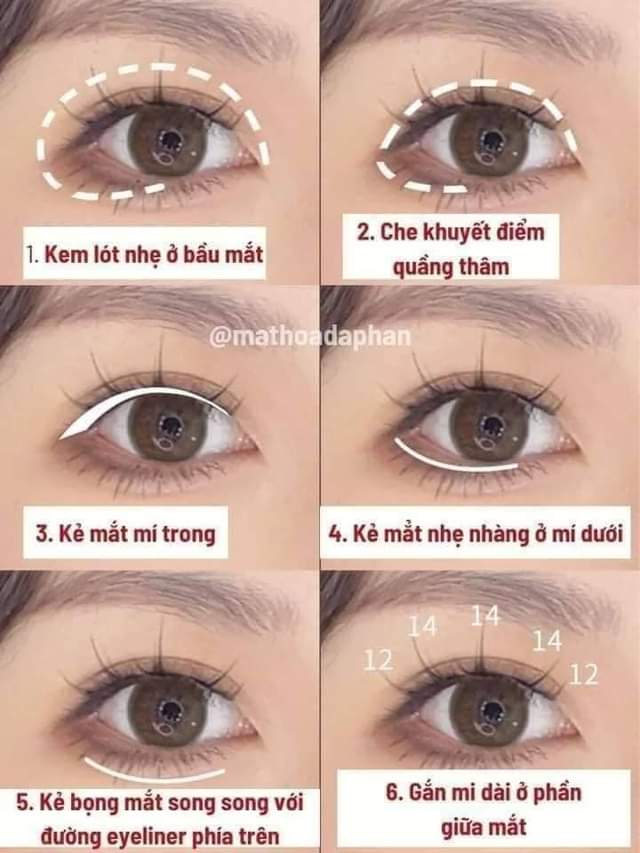 1. Kem lót nhẹ ở bầu mắt
2. Che khuyết điểm
quầng thâm
@mathoadaphan
3. Kẻ mắt mí trong
4. Kẻ mắt nhẹ nhàng ở mí dưới
5. Kẻ bọng mắt song song với
đường eyeliner phía trên
12 14 14 14 12
6. Gắn mi dài ở phần
giữa mắt